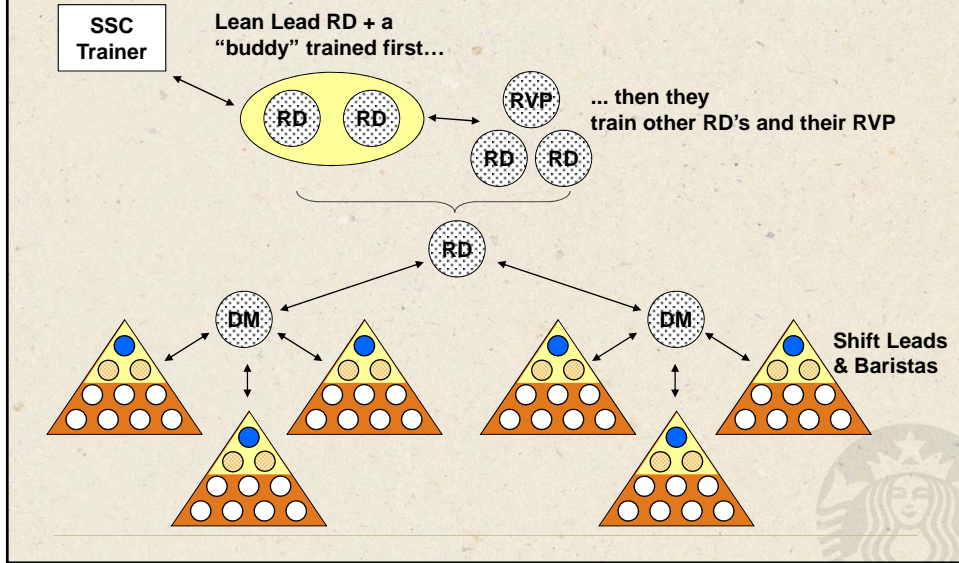 SSC
Trainer
Lean Lead RD + a
“buddy” trained first…
RD RD
RVP
RD RD
... then they
train other RD's and their RVP
RD
DM DM
Shift Leads
& Baristas